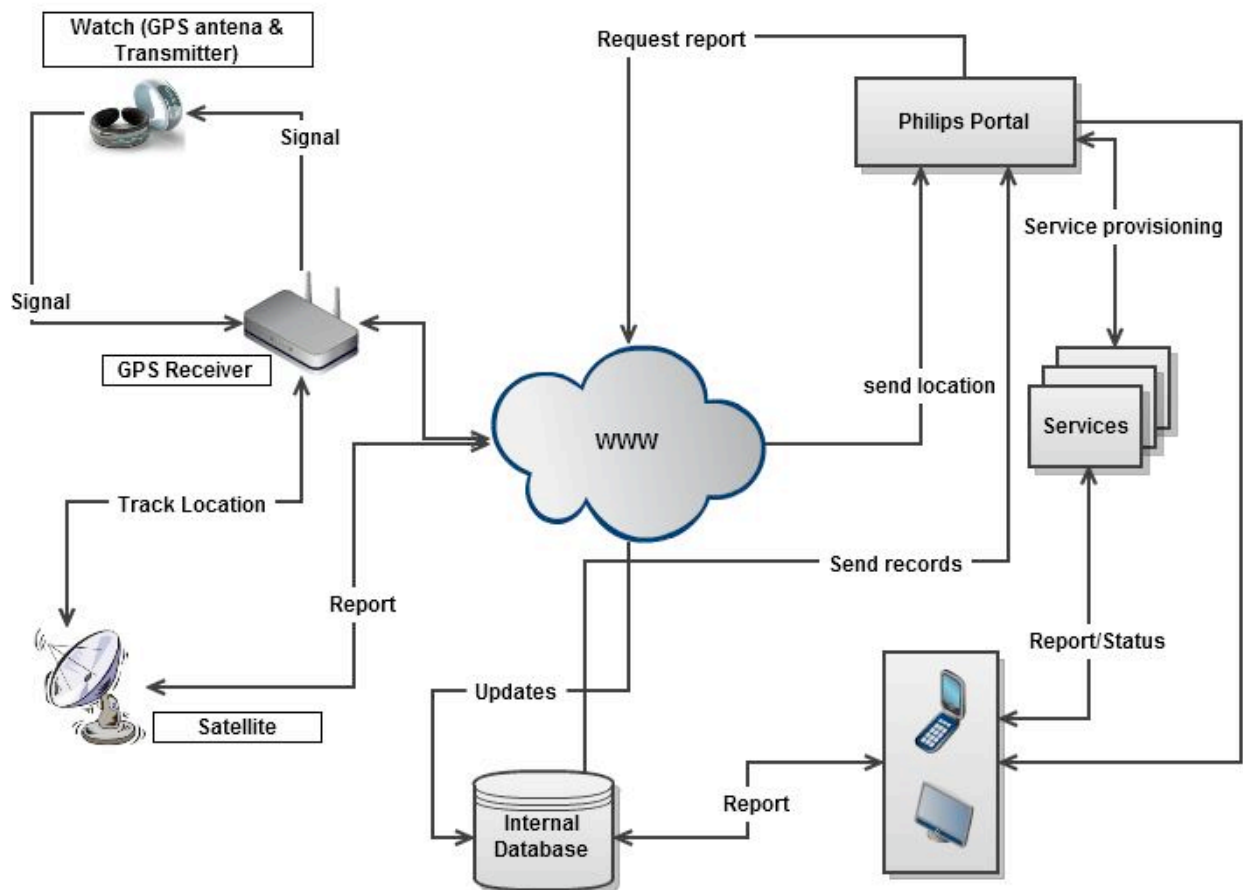 Watch (GPS antena &
Transmitter)
Request report
Philips Portal
Signal
Service provisioning
Signal
GPS Receiver
send location
www
Services
Track Location
Send records
Report
Report/Status
Updates
Satellite
Report
Internal
Database